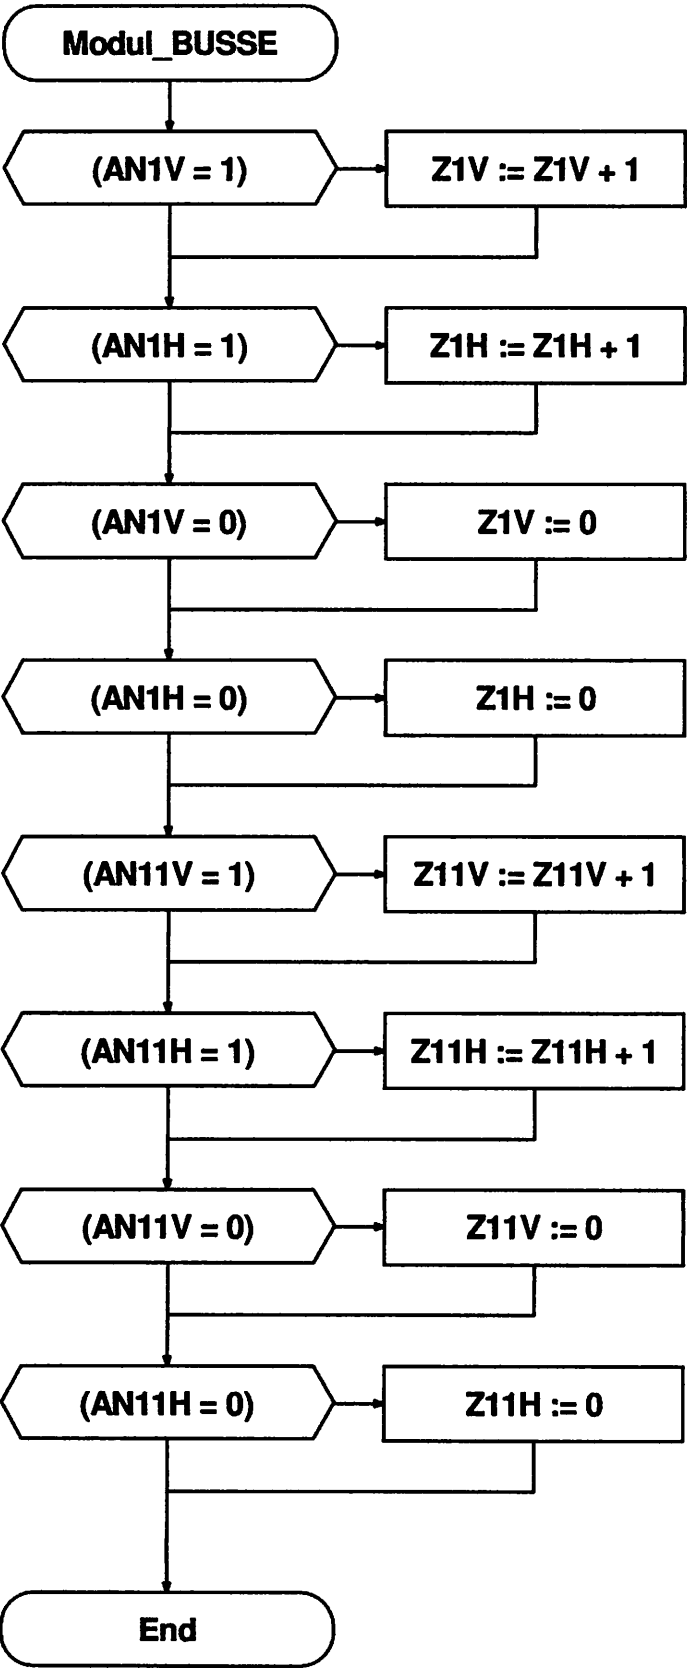 Modul_BUSSE
(AN1V = 1)
Z1V := Z1V + 1
(AN1H = 1)
Z1H := Z1H + 1
(AN1V = 0)
Z1V := 0
(AN1H = 0)
Z1H := 0
(AN11V = 1)
Z11V := Z11V + 1
(AN11H = 1)
Z11H := Z11H + 1
(AN11V = 0)
Z11V := 0
(AN11H = 0)
Z11H := 0
End